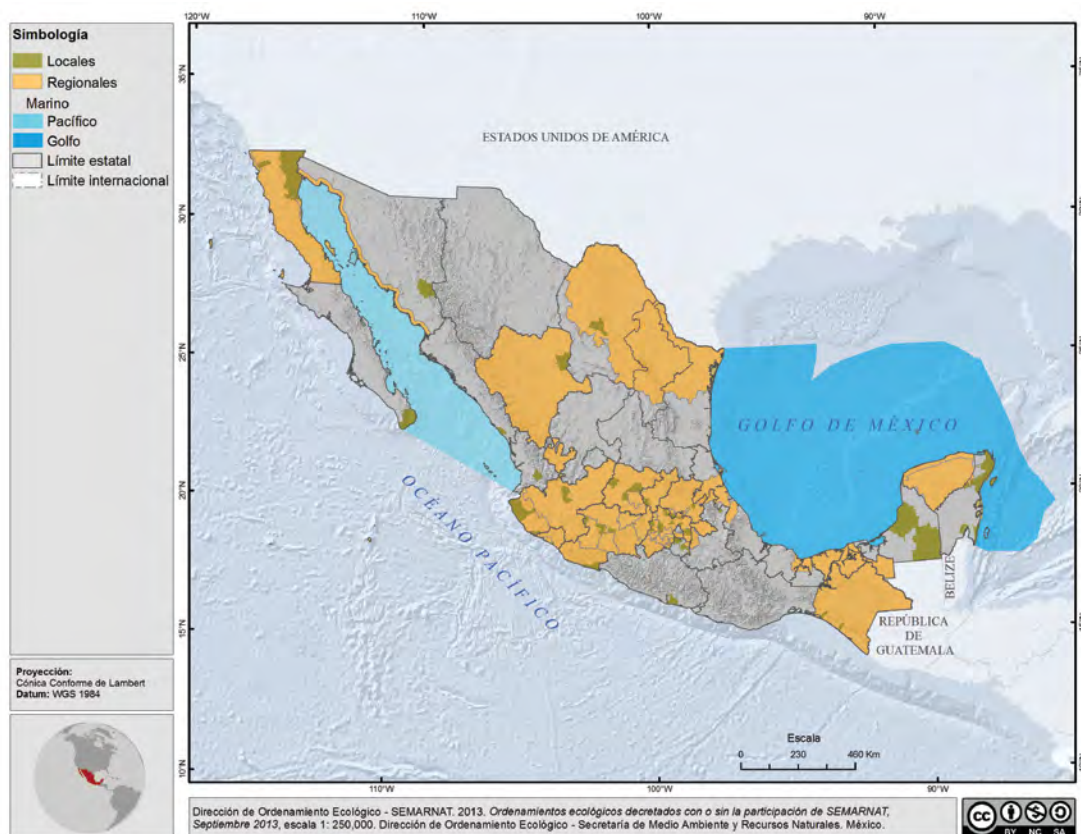 120°W
110°W
100°W
90°W
Simbología
Locales
Regionales
Marino
Pacífico
Golfo
Límite estatal
Límite internacional
35°N
30°N
25°N
20°N
15°N
10°N
ESTADOS UNIDOS DE AMÉRICA
GOLFO DE MÉXICO
OCÉANO PACÍFICO
BELIZE
REPÚBLICA
DE
GUATEMALA
Proyección:
Cónica Conforme de Lambert
Datum: WGS 1984
Escala
0 230 460 Km
110°W
100°W
90°W
Dirección de Ordenamiento Ecológico - SEMARNAT. 2013. Ordenamientos ecológicos decretados con o sin la participación de SEMARNAT,
Septiembre 2013, escala 1: 250,000. Dirección de Ordenamiento Ecológico - Secretaría de Medio Ambiente y Recursos Naturales. México.
cc
BY NC SA